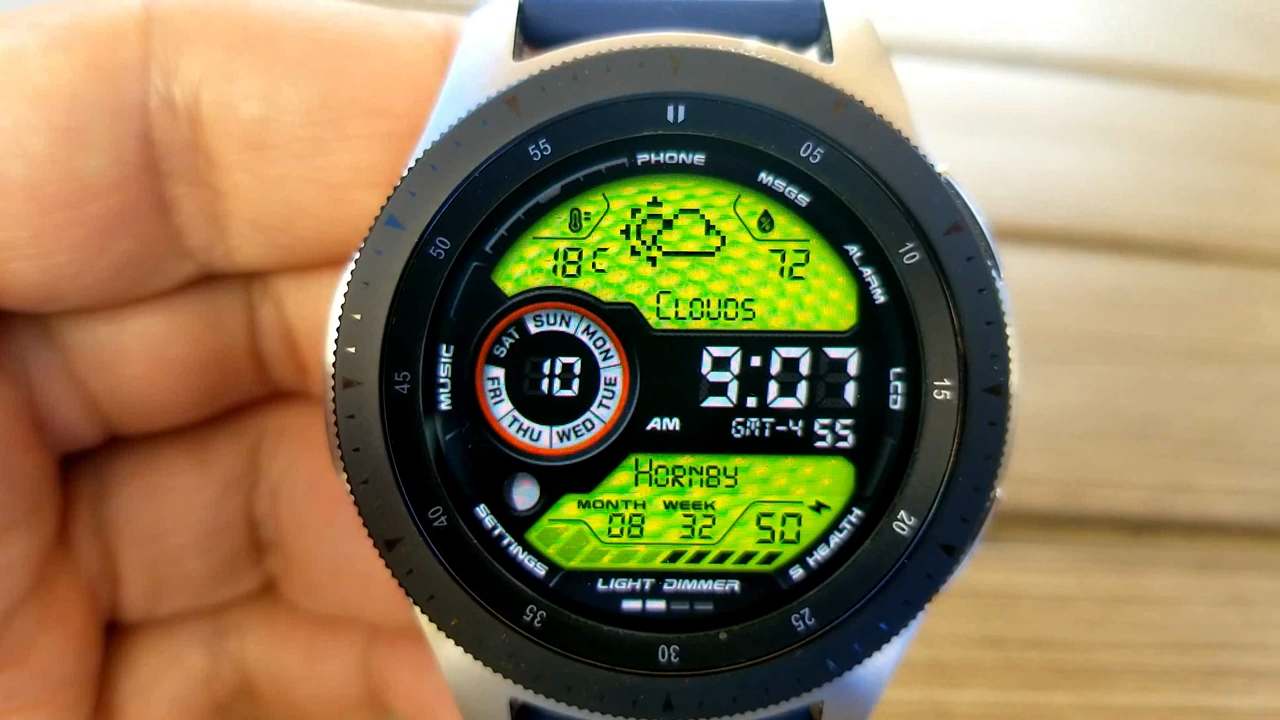 55
05
50
10
45
15
40
20
35
25
30
PHONE
MSGS
ALARM
LCD
S HEALTH
LIGHT DIMMER
SETTINGS
MUSIC
18 C
72
CLOUDS
SUN
MON
TUE
WED
THU
FRI
SAT
10
9:07
AM
GMT-4 55
HORNBY
MONTH WEEK
08 32 50